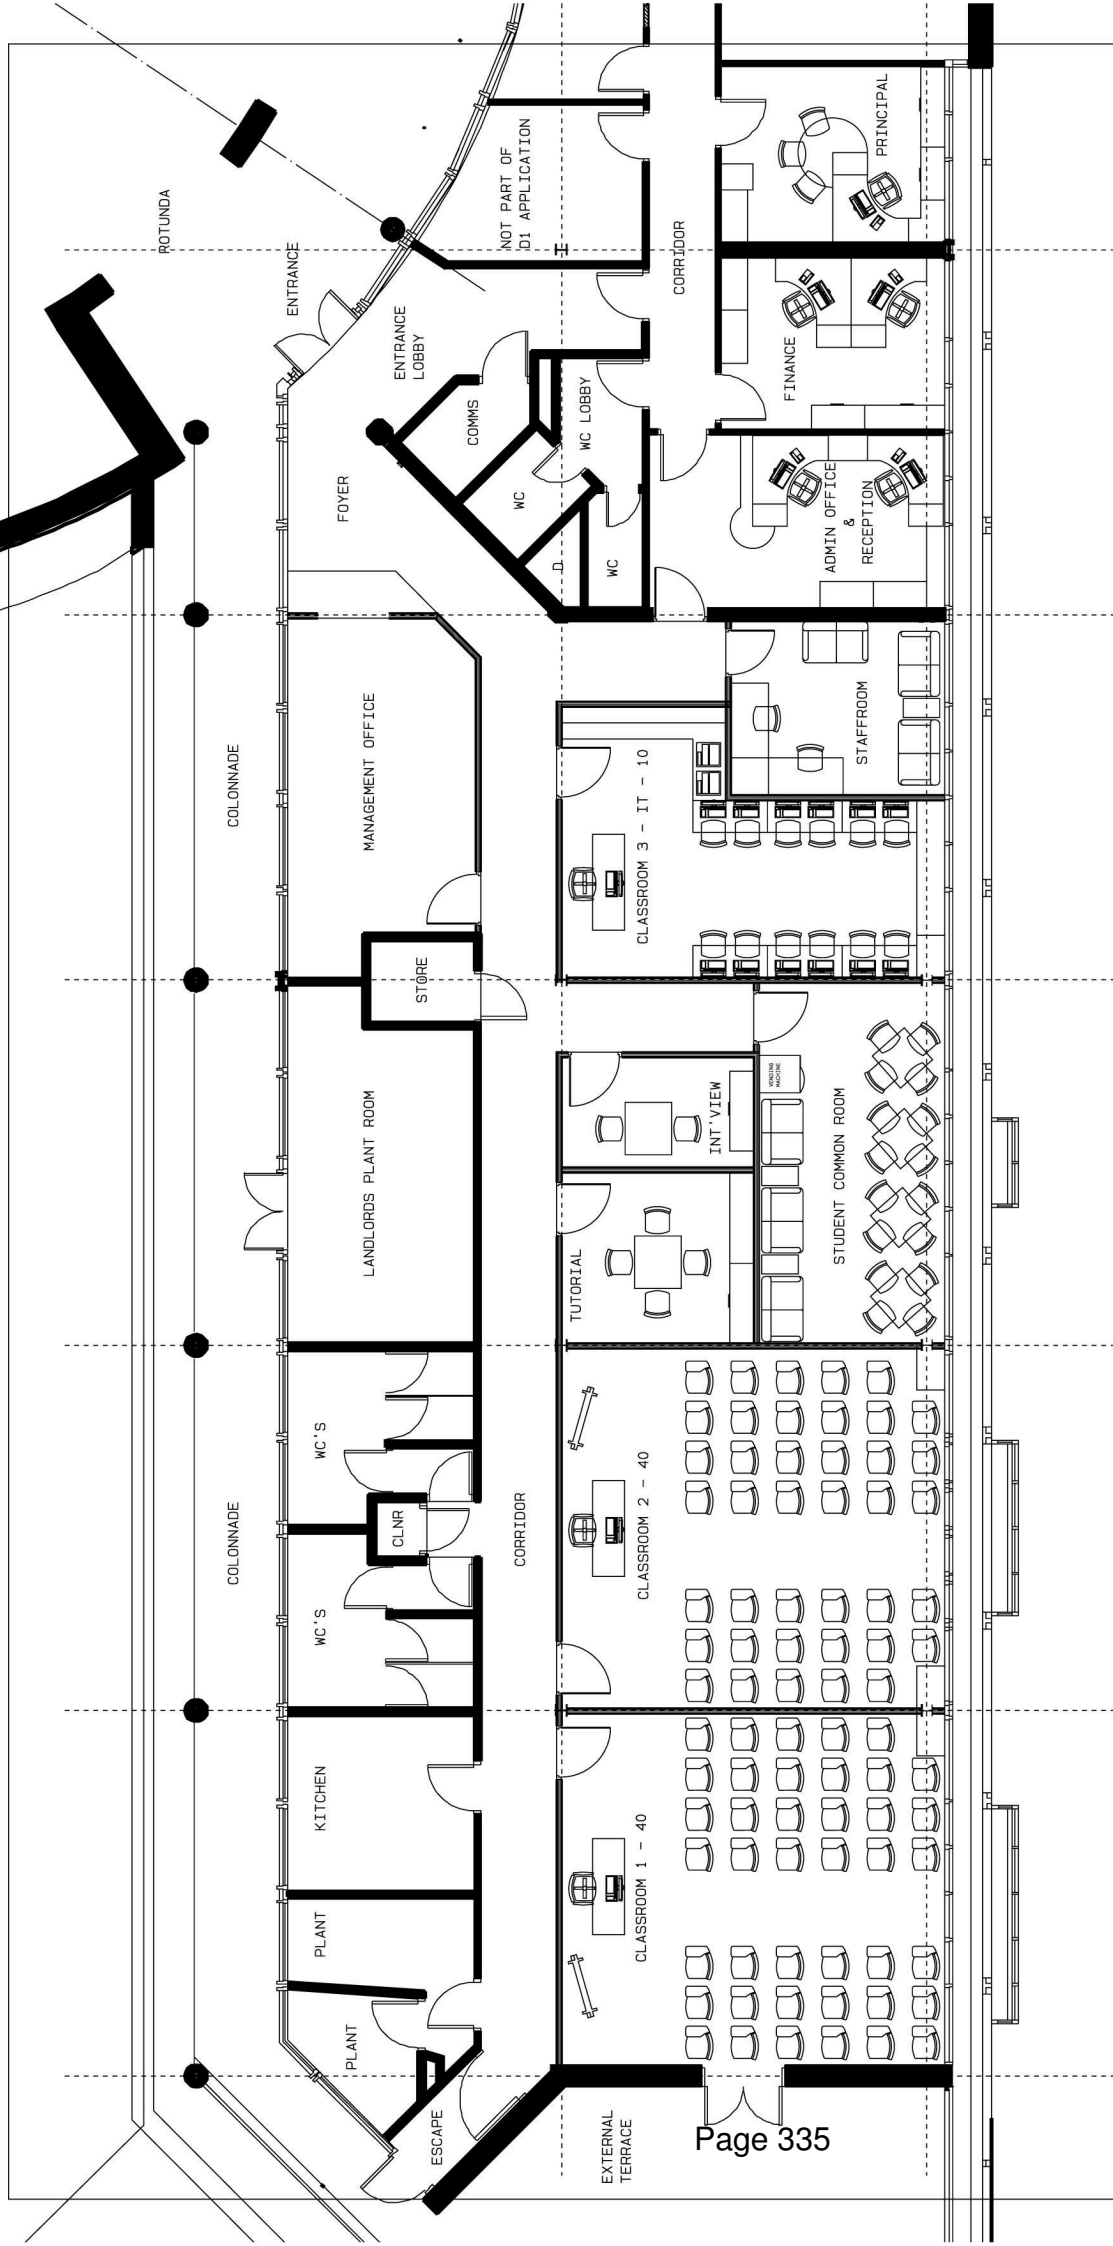 ROTUNDA
ENTRANCE
NOT PART OF
D1 APPLICATION
CORRIDOR
PRINCIPAL
ENTRANCE
LOBBY
COMMS
WC LOBBY
FINANCE
FOYER
WC
D
WC
ADMIN OFFICE
&
RECEPTION
COLONNADE
MANAGEMENT OFFICE
STAFFROOM
CLASSROOM 3 - IT - 10
STORE
LANDLORDS PLANT ROOM
INT'VIEW
VENDING
MACHINE
STUDENT COMMON ROOM
TUTORIAL
COLONNADE
WC'S
CLNR
WC'S
CORRIDOR
CLASSROOM 2 - 40
KITCHEN
PLANT
CLASSROOM 1 - 40
PLANT
ESCAPE
EXTERNAL
TERRACE
Page 335